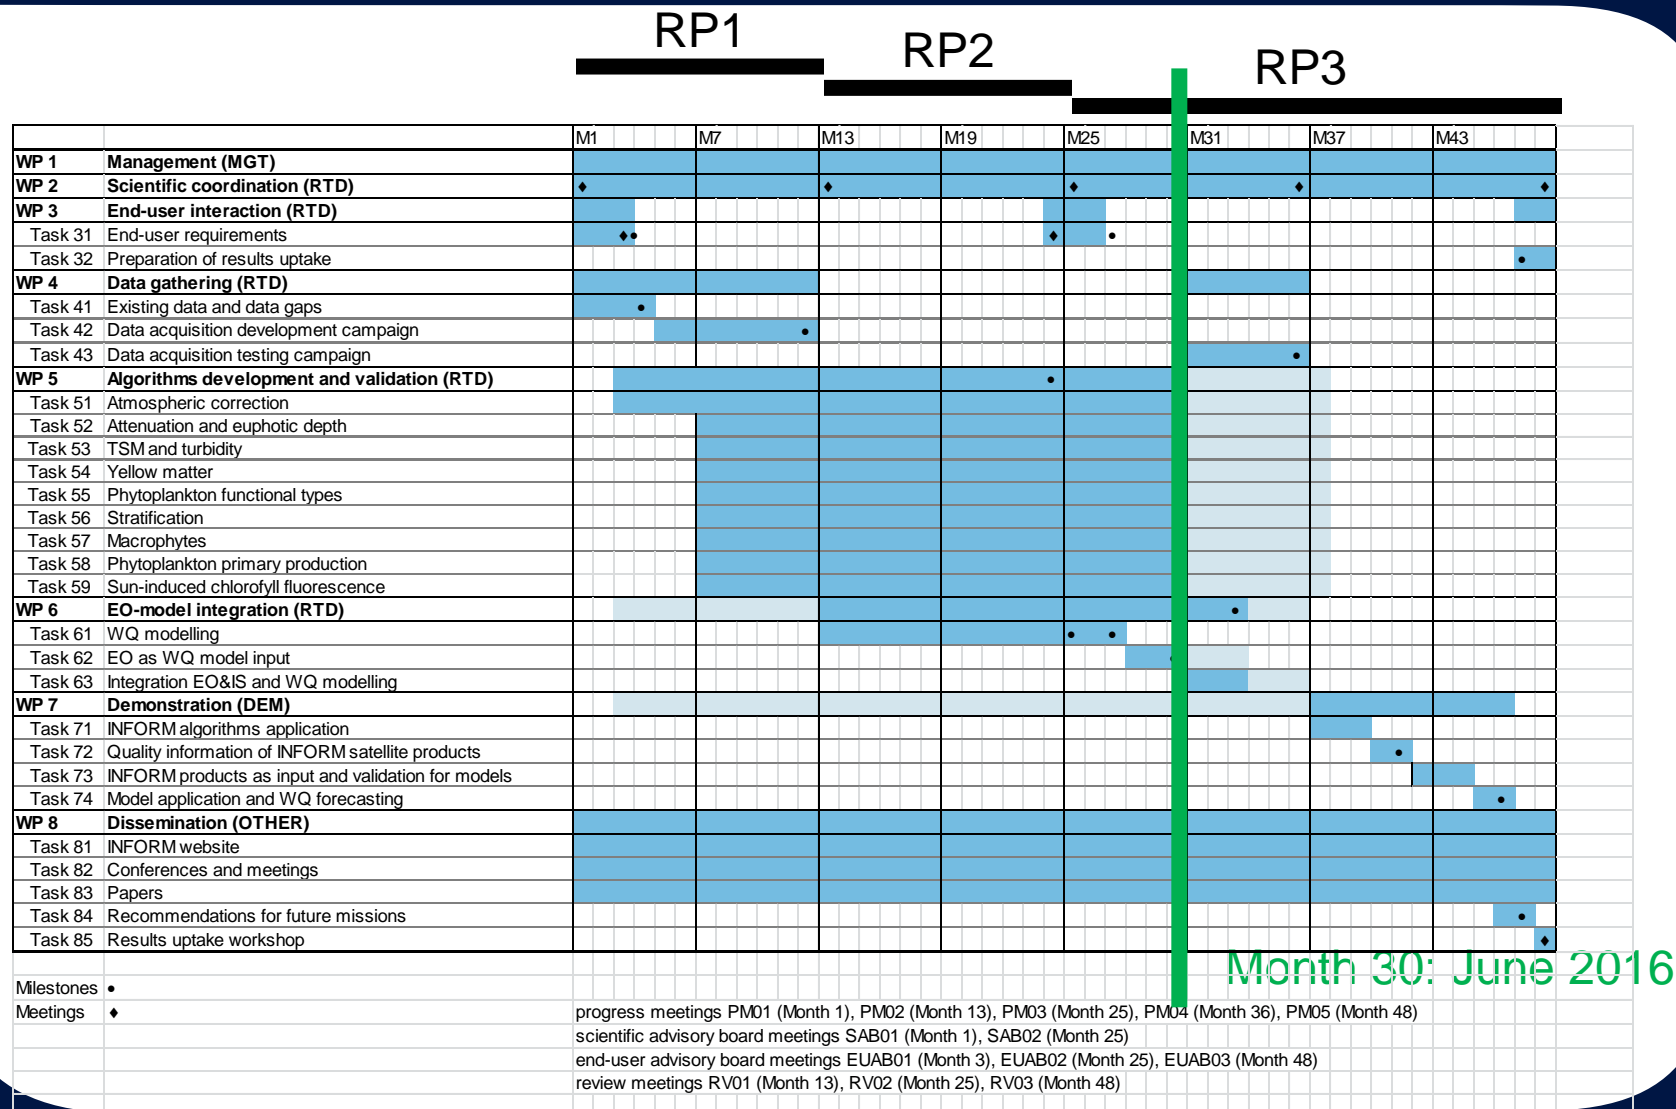 RP1
RP2
RP3
M1 M7 M13 M19 M25 M31 M37 M43
WP 1 Management (MGT)
WP 2 Scientific coordination (RTD)
WP 3 End-user interaction (RTD)
Task 31 End-user requirements
Task 32 Preparation of results uptake
WP 4 Data gathering (RTD)
Task 41 Existing data and data gaps
Task 42 Data acquisition development campaign
Task 43 Data acquisition testing campaign
WP 5 Algorithms development and validation (RTD)
Task 51 Atmospheric correction
Task 52 Attenuation and euphotic depth
Task 53 TSM and turbidity
Task 54 Yellow matter
Task 55 Phytoplankton functional types
Task 56 Stratification
Task 57 Macrophytes
Task 58 Phytoplankton primary production
Task 59 Sun-induced chlorofyll fluorescence
WP 6 EO-model integration (RTD)
Task 61 WQ modelling
Task 62 EO as WQ model input
Task 63 Integration EO&IS and WQ modelling
WP 7 Demonstration (DEM)
Task 71 INFORM algorithms application
Task 72 Quality information of INFORM satellite products
Task 73 INFORM products as input and validation for models
Task 74 Model application and WQ forecasting
WP 8 Dissemination (OTHER)
Task 81 INFORM website
Task 82 Conferences and meetings
Task 83 Papers
Task 84 Recommendations for future missions
Task 85 Results uptake workshop
Month 30: June 2016
Milestones •
Meetings ♦ progress meetings PM01 (Month 1), PM02 (Month 13), PM03 (Month 25), PM04 (Month 36), PM05 (Month 48)
scientific advisory board meetings SAB01 (Month 1), SAB02 (Month 25)
end-user advisory board meetings EUAB01 (Month 3), EUAB02 (Month 25), EUAB03 (Month 48)
review meetings RV01 (Month 13), RV02 (Month 25), RV03 (Month 48)